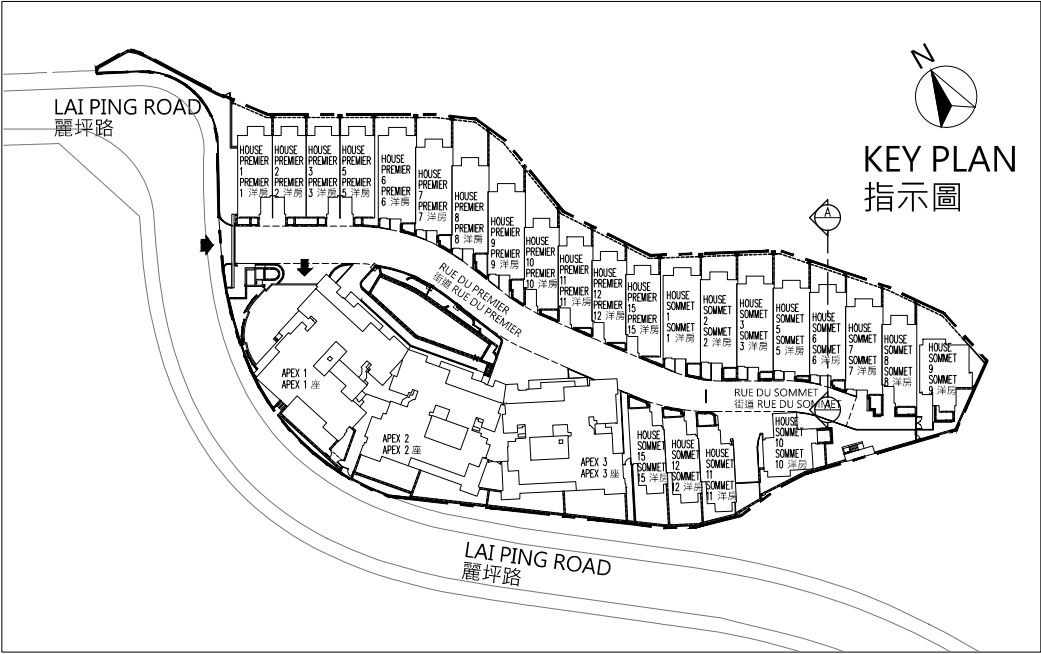 N
KEY PLAN
指示圖
LAI PING ROAD
麗坪路
HOUSE
PREMIER
1
PREMIER
1 洋房
HOUSE
PREMIER
2
PREMIER
2 洋房
HOUSE
PREMIER
3
PREMIER
3 洋房
HOUSE
PREMIER
5
PREMIER
5 洋房
HOUSE
PREMIER
6
PREMIER
6 洋房
HOUSE
PREMIER
7
PREMIER
7 洋房
HOUSE
PREMIER
8
PREMIER
8 洋房
HOUSE
PREMIER
9
PREMIER
9 洋房
HOUSE
PREMIER
10
PREMIER
10 洋房
HOUSE
PREMIER
11
PREMIER
11 洋房
HOUSE
PREMIER
12
PREMIER
12 洋房
HOUSE
PREMIER
15
PREMIER
15 洋房
HOUSE
SOMMET
1
SOMMET
1 洋房
HOUSE
SOMMET
2
SOMMET
2 洋房
HOUSE
SOMMET
3
SOMMET
3 洋房
HOUSE
SOMMET
5
SOMMET
5 洋房
A
HOUSE
SOMMET
6
SOMMET
6 洋房
HOUSE
SOMMET
7
SOMMET
7 洋房
HOUSE
SOMMET
8
SOMMET
8 洋房
HOUSE
SOMMET
9
SOMMET
9 洋房
RUE DU PREMIER
街道 RUE DU PREMIER
RUE DU SOMMET
街道 RUE DU SOMMET
A
APEX 1
APEX 1 座
APEX 2
APEX 2 座
APEX 3
APEX 3 座
HOUSE
SOMMET
15
SOMMET
15 洋房
HOUSE
SOMMET
12
SOMMET
12 洋房
HOUSE
SOMMET
11
SOMMET
11 洋房
HOUSE
SOMMET
10
SOMMET
10 洋房
LAI PING ROAD
麗坪路